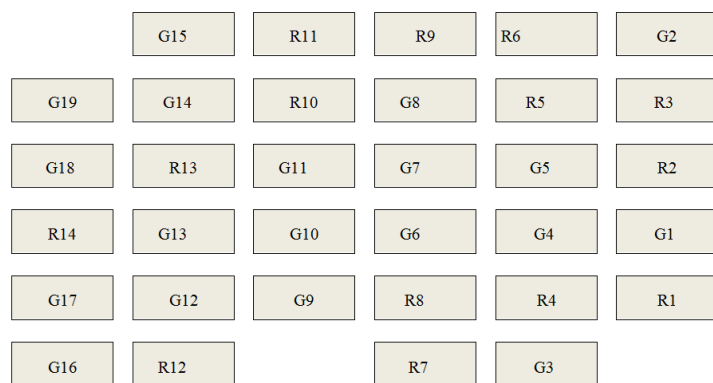 G15 R11 R9 R6 G2
G19 G14 R10 G8 R5 R3
G18 R13 G11 G7 G5 R2
R14 G13 G10 G6 G4 G1
G17 G12 G9 R8 R4 R1
G16 R12 R7 G3